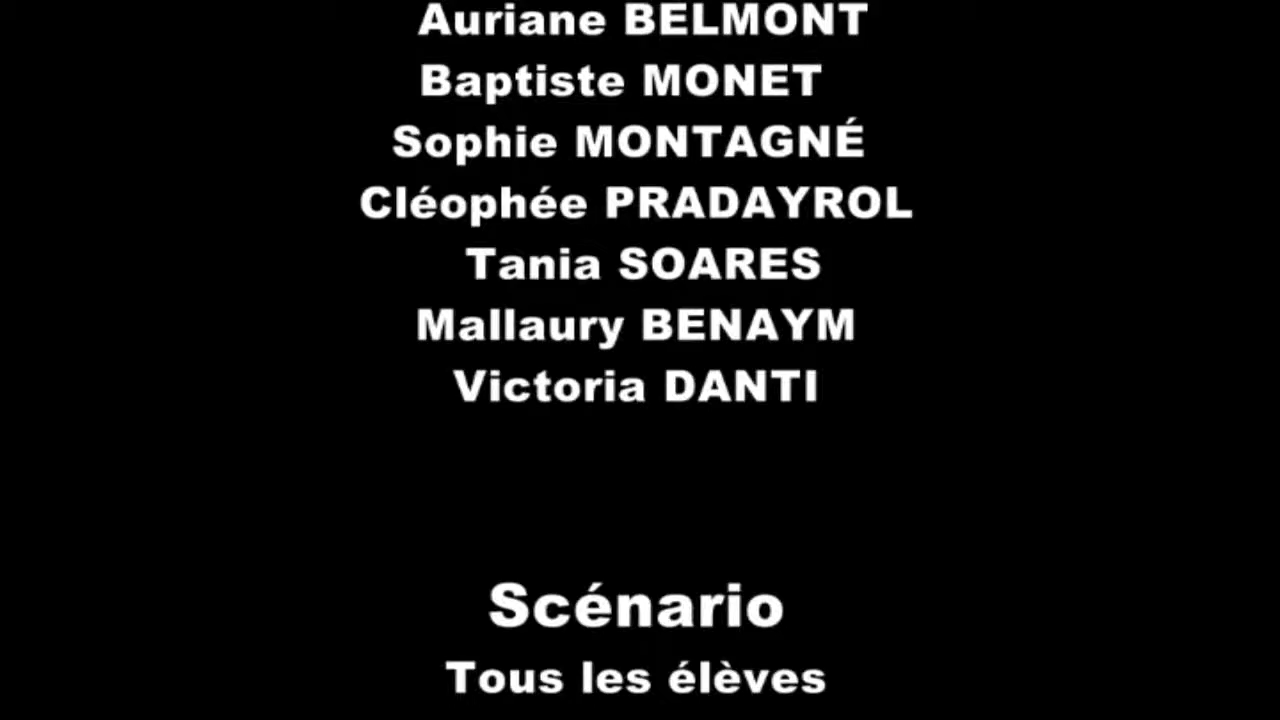 Auriane BELMONT
Baptiste MONET
Sophie MONTAGNÉ
Cléophée PRADAYROL
Tania SOARES
Mallaury BENAYM
Victoria DANTI
Scénario
Tous les élèves